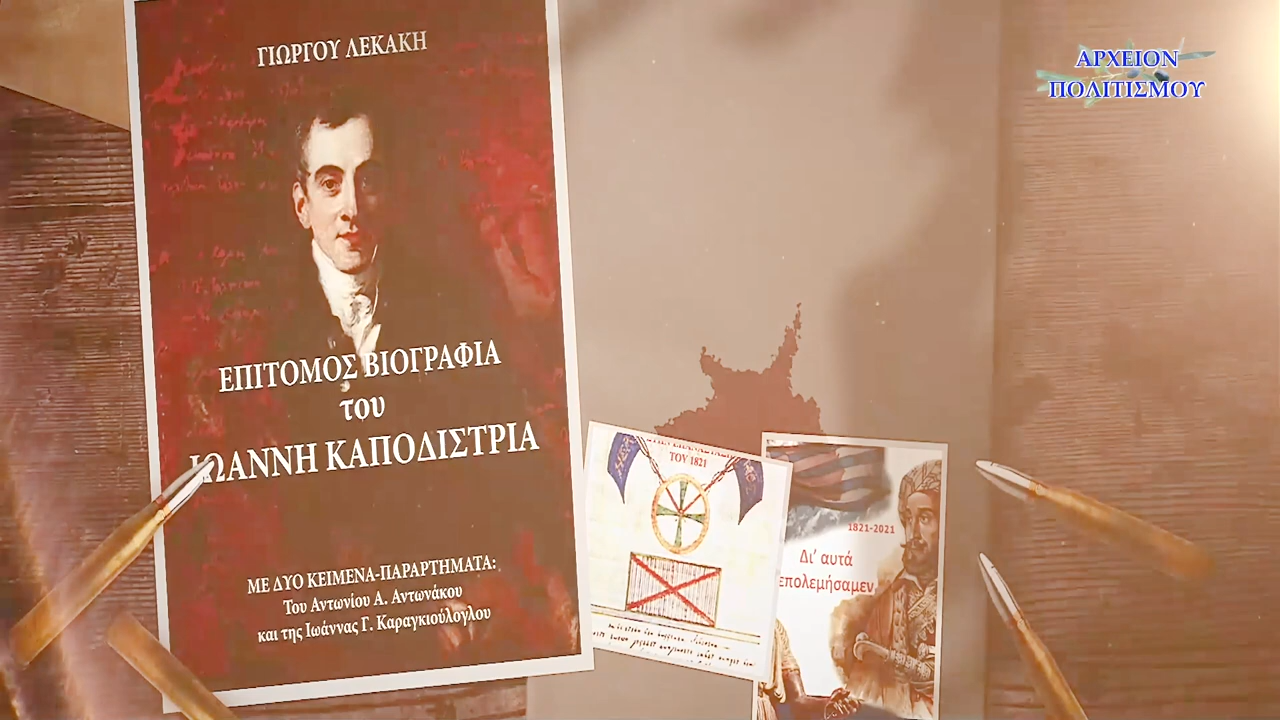 ΓΙΩΡΓΟΥ ΛΕΚΑΚΗ
ΕΠΙΤΟΜΟΣ ΒΙΟΓΡΑΦΙΑ
του
ΙΩΑΝΝΗ ΚΑΠΟΔΙΣΤΡΙΑ
ΜΕ ΔΥΟ ΚΕΙΜΕΝΑ-ΠΑΡΑΡΤΗΜΑΤΑ:
Του Αντωνίου Α. Αντωνάκου
και της Ιωάννας Γ. Καραγκιούλογλου
ΤΟΥ 1821
1821-2021
Δι’ αυτά
επολεμήσαμεν
ΑΡΧΕΙΟΝ
ΠΟΛΙΤΙΣΜΟΥ